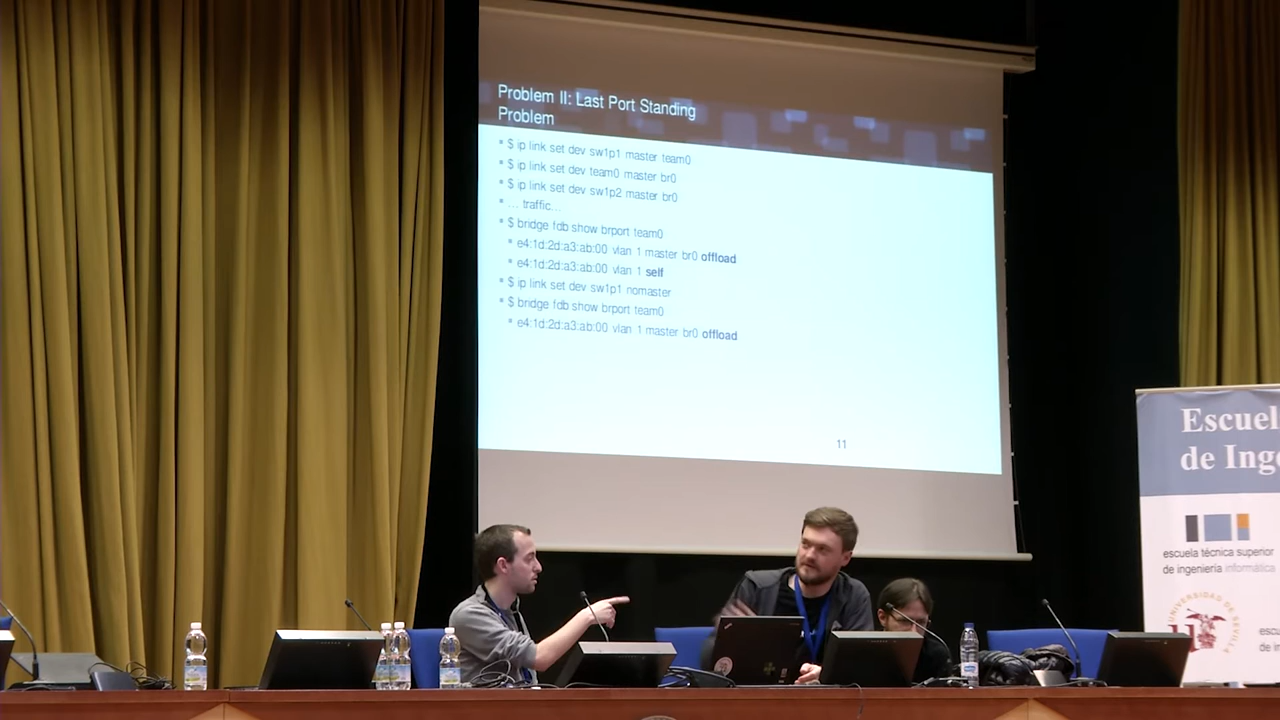 Problem II: Last Port Standing
Problem
$ ip link set dev sw1p1 master team0
$ ip link set dev team0 master br0
$ ip link set dev sw1p2 master br0
… traffic…
$ bridge fdb show brport team0
e4:1d:2d:a3:ab:00 vlan 1 master br0 offload
e4:1d:2d:a3:ab:00 vlan 1 self
$ ip link set dev sw1p1 nomaster
$ bridge fdb show brport team0
e4:1d:2d:a3:ab:00 vlan 1 master br0 offload
11
Escuel
de Inge
escuela técnica superior
de ingeniería informática
UNIVERSIDAD DE SEVILLA